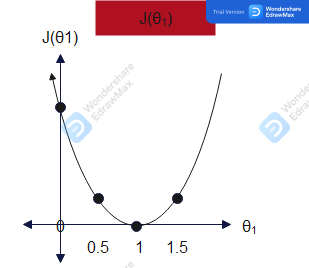 J(θ₁)
Trial Version Wondershare EdrawMax
J(θ1)
Wondershare EdrawMax
Wondershare EdrawMax
0
θ₁
0.5 1 1.5